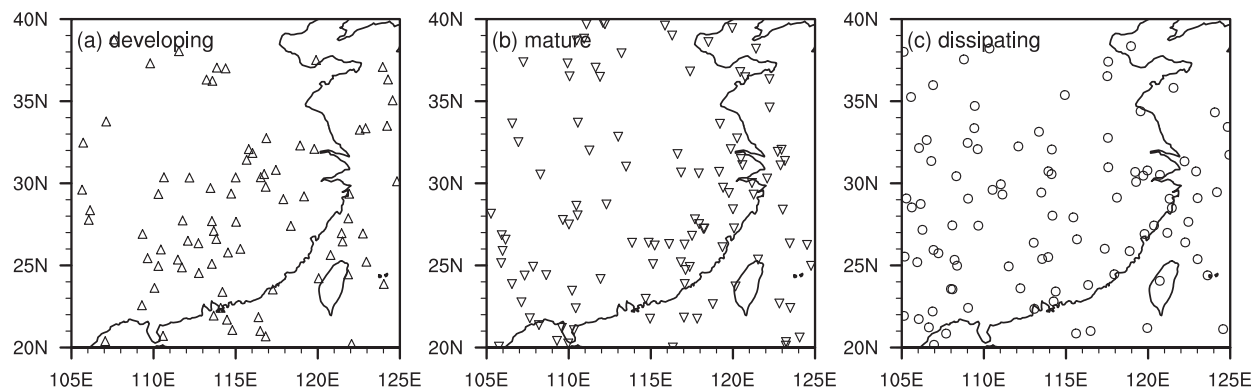 40N 40N 40N
(a) developing (b) mature (c) dissipating
35N 35N 35N
30N 30N 30N
25N 25N 25N
20N 20N 20N
105E 110E 115E 120E 125E 105E 110E 115E 120E 125E 105E 110E 115E 120E 125E